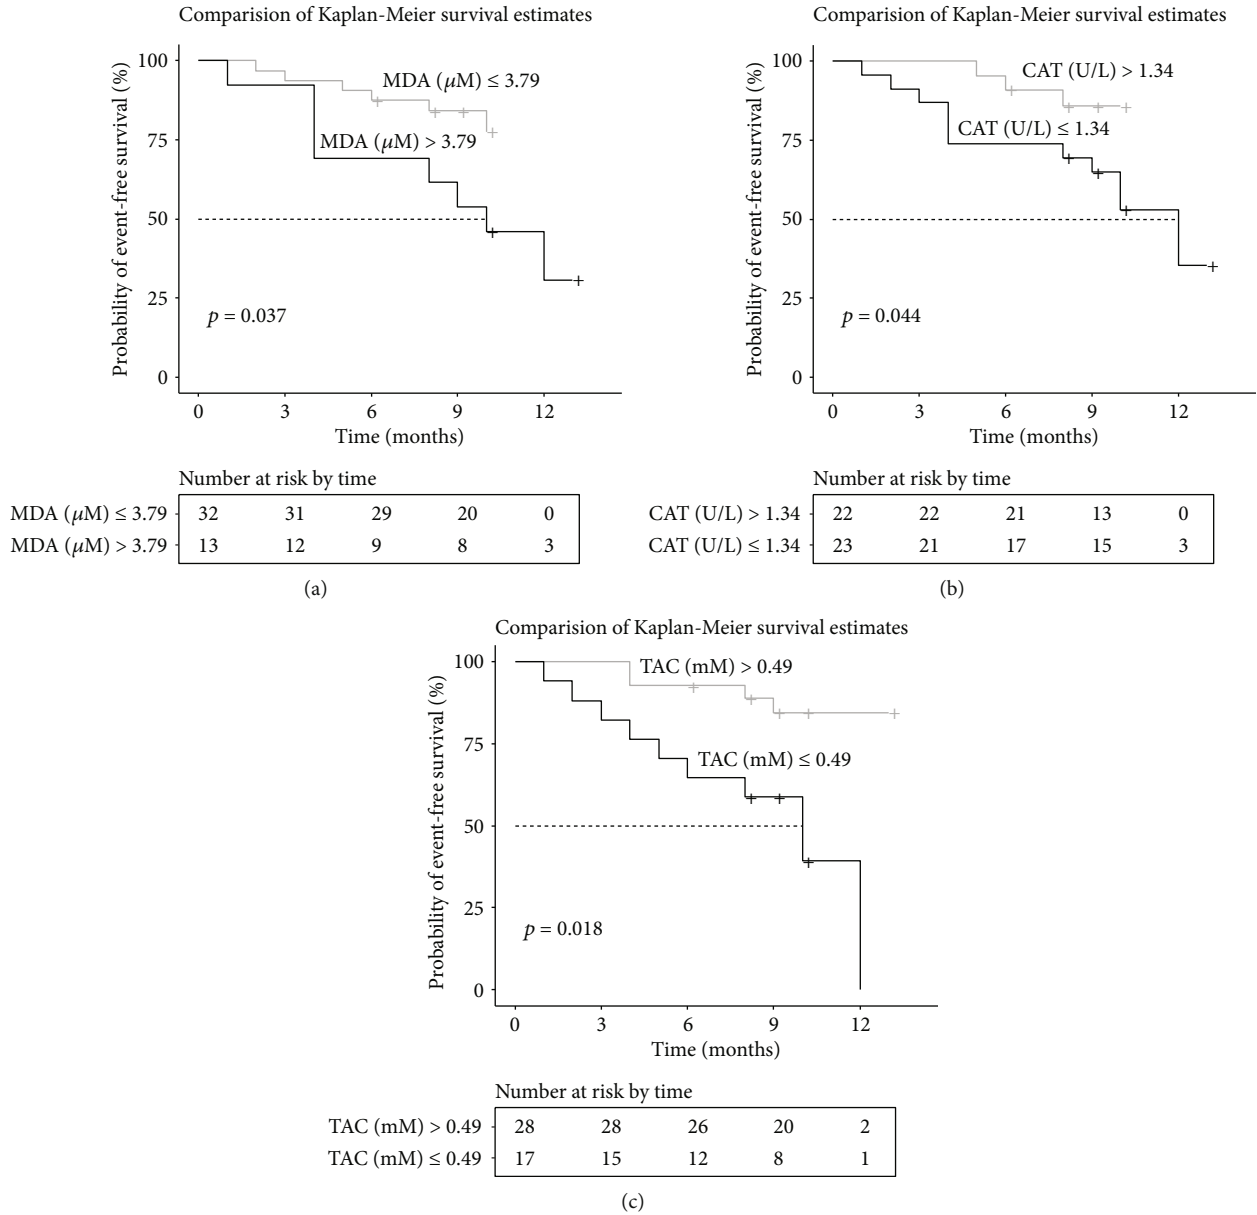 Comparision of Kaplan-Meier survival estimates
Probability of event-free survival (%)
100
75
50
25
0
MDA (μM) ≤ 3.79
MDA (μM) > 3.79
p = 0.037
0 3 6 9 12
Time (months)
Number at risk by time
MDA (μM) ≤ 3.79 32 31 29 20 0
MDA (μM) > 3.79 13 12 9 8 3
(a)
Comparision of Kaplan-Meier survival estimates
Probability of event-free survival (%)
100
75
50
25
0
CAT (U/L) > 1.34
CAT (U/L) ≤ 1.34
p = 0.044
0 3 6 9 12
Time (months)
Number at risk by time
CAT (U/L) > 1.34 22 22 21 13 0
CAT (U/L) ≤ 1.34 23 21 17 15 3
(b)
Comparision of Kaplan-Meier survival estimates
Probability of event-free survival (%)
100
75
50
25
0
TAC (mM) > 0.49
TAC (mM) ≤ 0.49
p = 0.018
0 3 6 9 12
Time (months)
Number at risk by time
TAC (mM) > 0.49 28 28 26 20 2
TAC (mM) ≤ 0.49 17 15 12 8 1
(c)